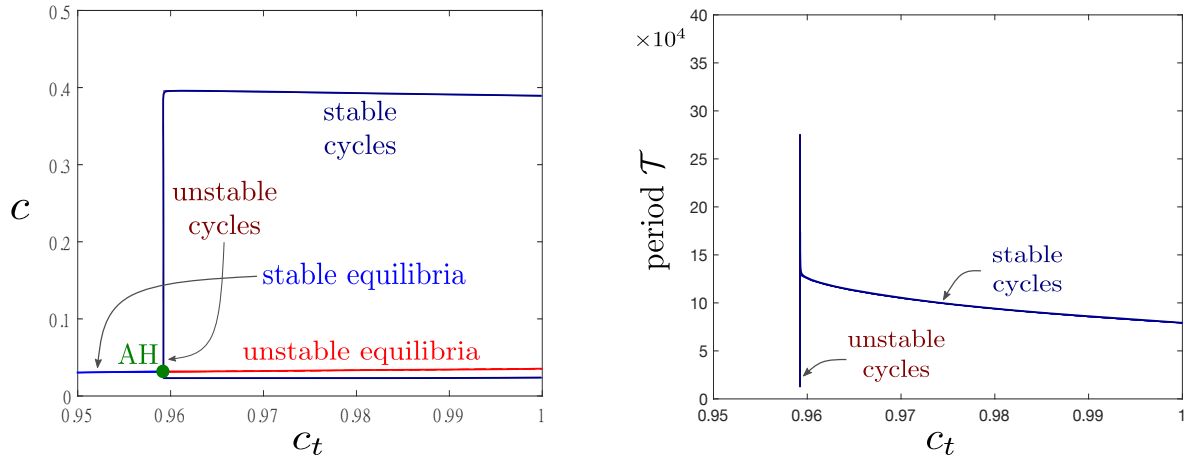 0.5
0.4
0.3
0.2
0.1
0
c
0.95
0.96
0.97
0.98
0.99
1
c_t
stable
cycles
unstable
cycles
stable equilibria
AH
unstable equilibria
×10⁴
40
35
30
25
20
15
10
5
0
period 𝒯
0.95
0.96
0.97
0.98
0.99
1
c_t
stable
cycles
unstable
cycles